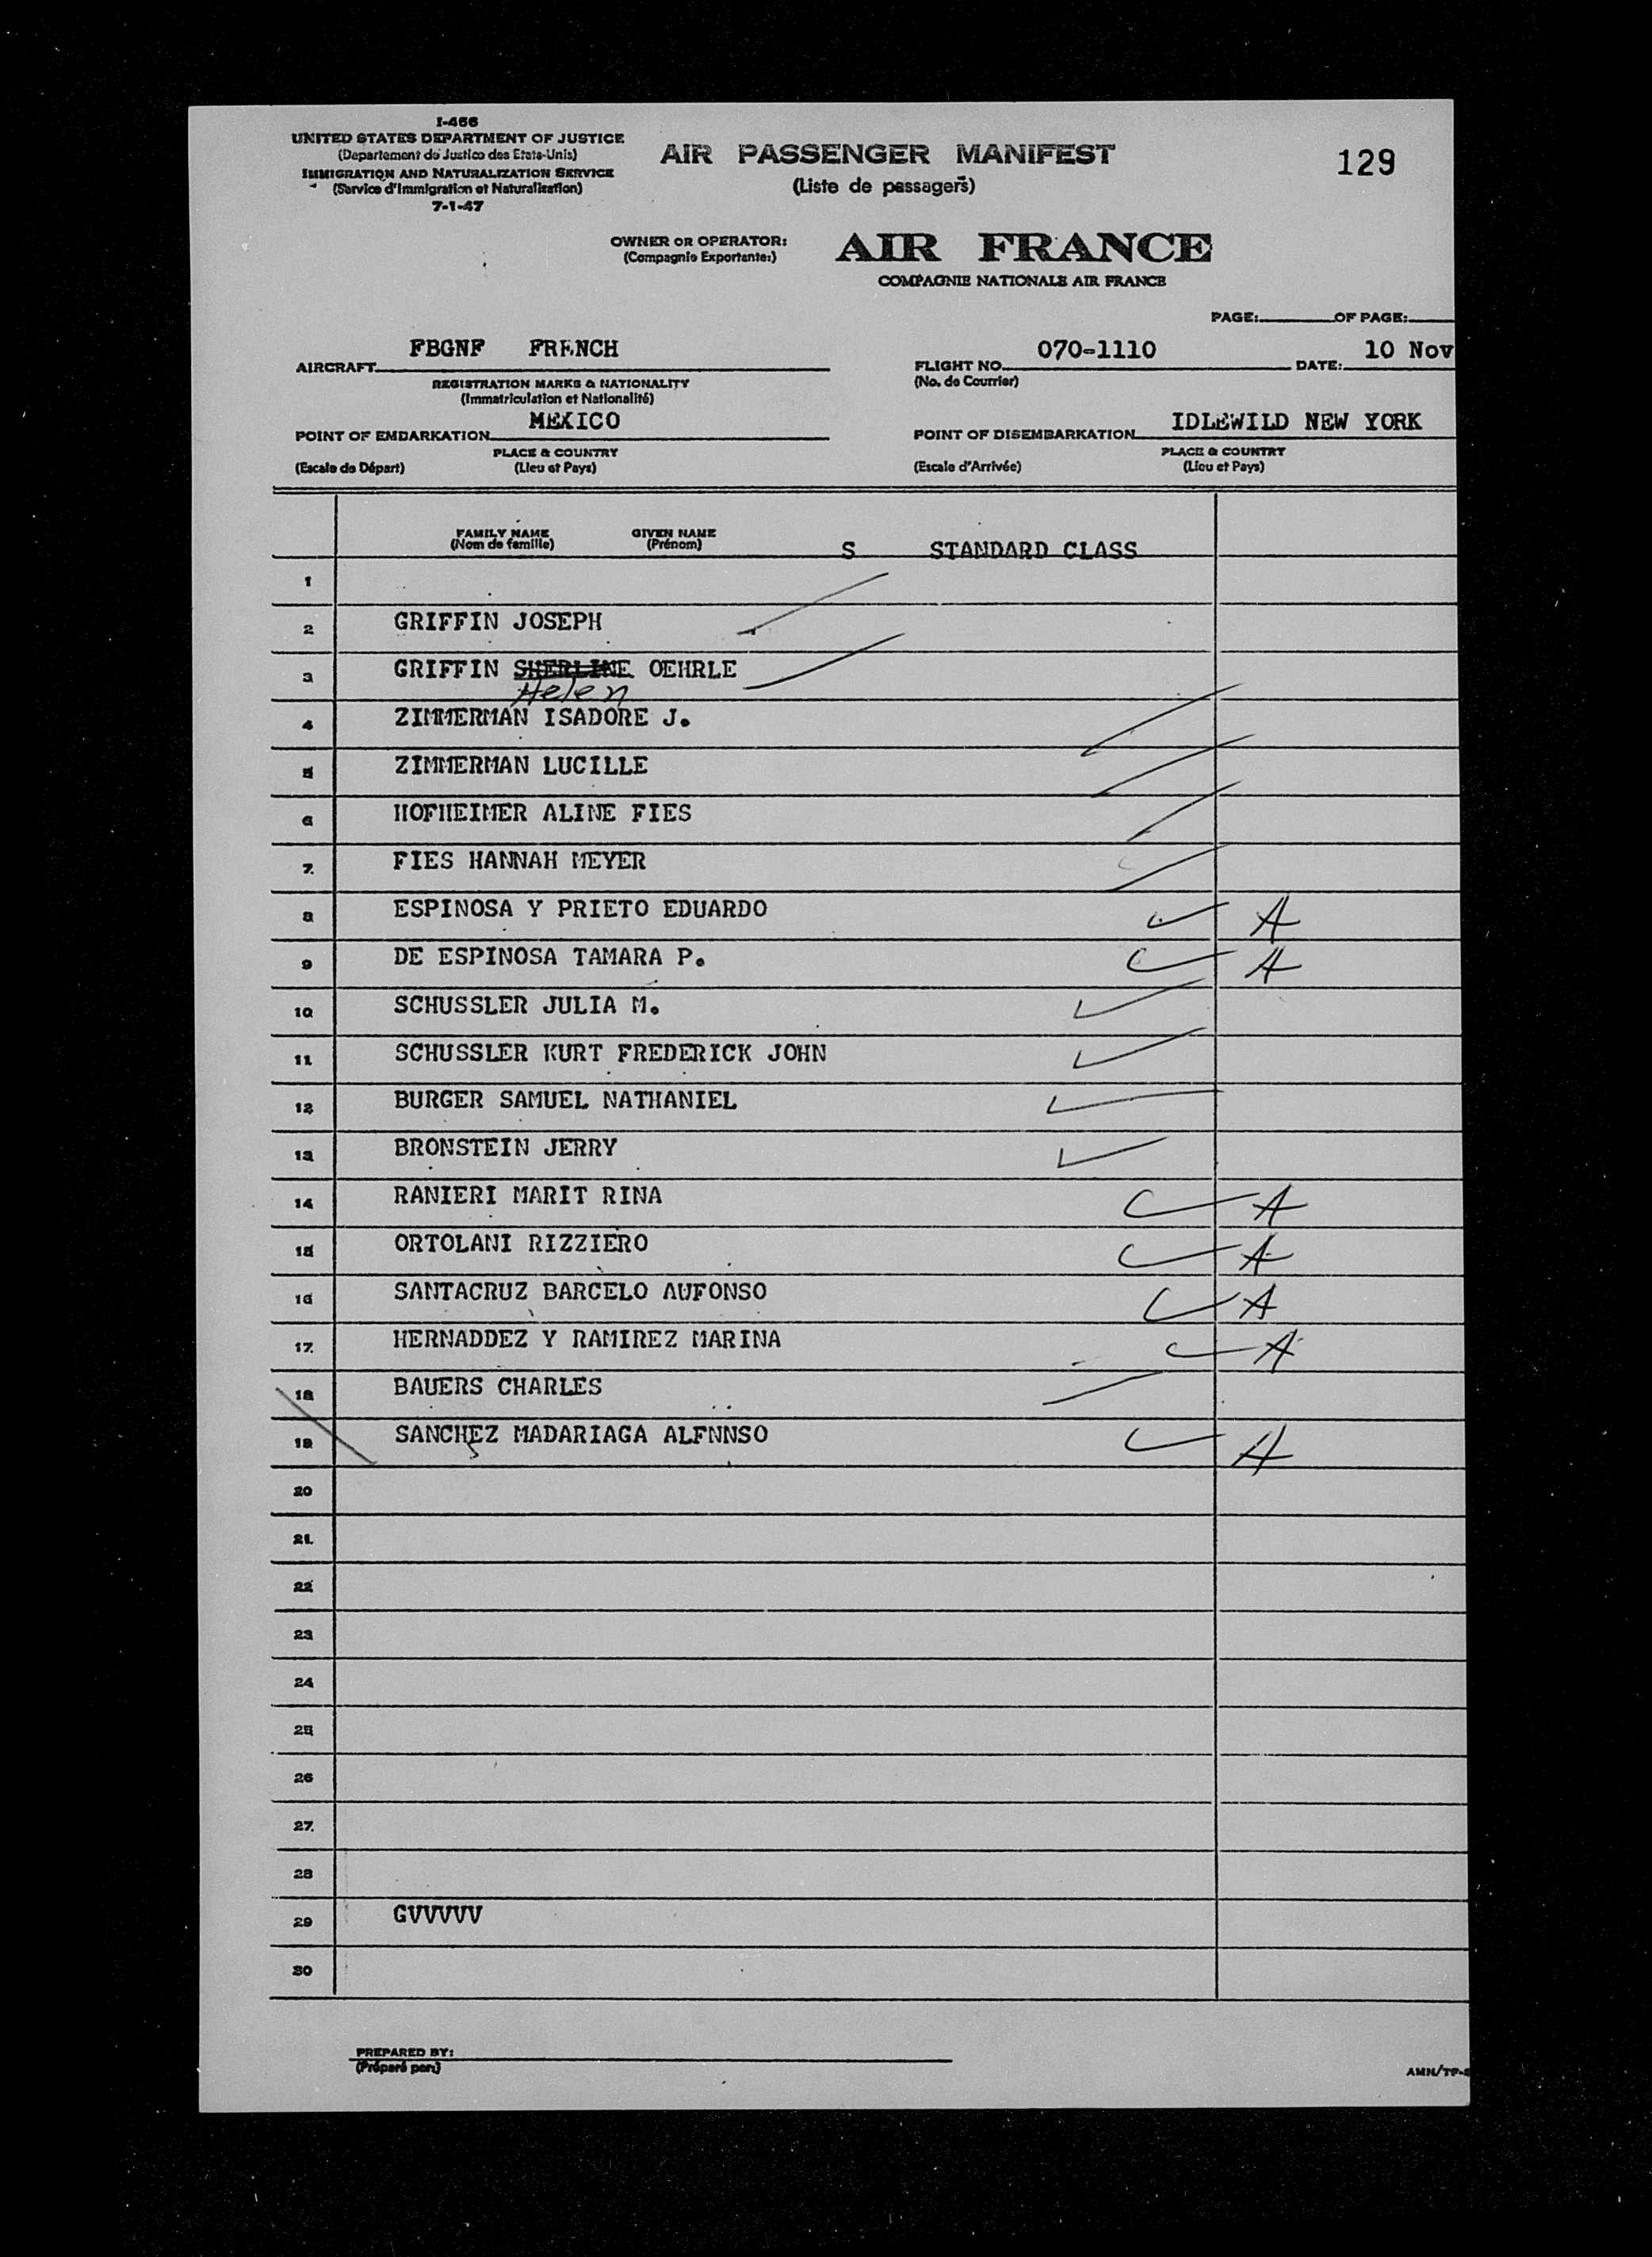 I-466
UNITED STATES DEPARTMENT OF JUSTICE
(Departement de Justice des Etats-Unis)
IMMIGRATION AND NATURALIZATION SERVICE
(Service d'Immigration et Naturalisation)
7-1-47
AIR PASSENGER MANIFEST
(Liste de passagers)
129
OWNER OR OPERATOR: AIR FRANCE
(Compagnie Exportante:)
COMPAGNIE NATIONALE AIR FRANCE
PAGE: OF PAGE:
AIRCRAFT FBGNF FRENCH
REGISTRATION MARKS & NATIONALITY
(Immatriculation et Nationalité)
FLIGHT NO. 070-1110 DATE: 10 Nov
(No. de Courrier)
POINT OF EMBARKATION MEXICO
PLACE & COUNTRY
(Escale de Départ) (Lieu et Pays)
POINT OF DISEMBARKATION IDLEWILD NEW YORK
PLACE & COUNTRY
(Escale d'Arrivée) (Lieu et Pays)
FAMILY NAME GIVEN NAME
(Nom de famille) (Prénom) S STANDARD CLASS
1
2 GRIFFIN JOSEPH
3 GRIFFIN SHERLINE OEHRLE
Helen
4 ZIMMERMAN ISADORE J.
5 ZIMMERMAN LUCILLE
6 HOFHEIMER ALINE FIES
7. FIES HANNAH MEYER
8 ESPINOSA Y PRIETO EDUARDO A
9 DE ESPINOSA TAMARA P. A
10 SCHUSSLER JULIA M.
11 SCHUSSLER KURT FREDERICK JOHN
12 BURGER SAMUEL NATHANIEL
13 BRONSTEIN JERRY
14 RANIERI MARIT RINA A
15 ORTOLANI RIZZIERO A
16 SANTACRUZ BARCELO AUFONSO A
17. HERNADDEZ Y RAMIREZ MARINA A
18 BAUERS CHARLES
19 SANCHEZ MADARIAGA ALFNNSO A
20
21.
22
23
24
25
26
27.
28
29 GVVVVV
30
PREPARED BY:
(Préparé par:)